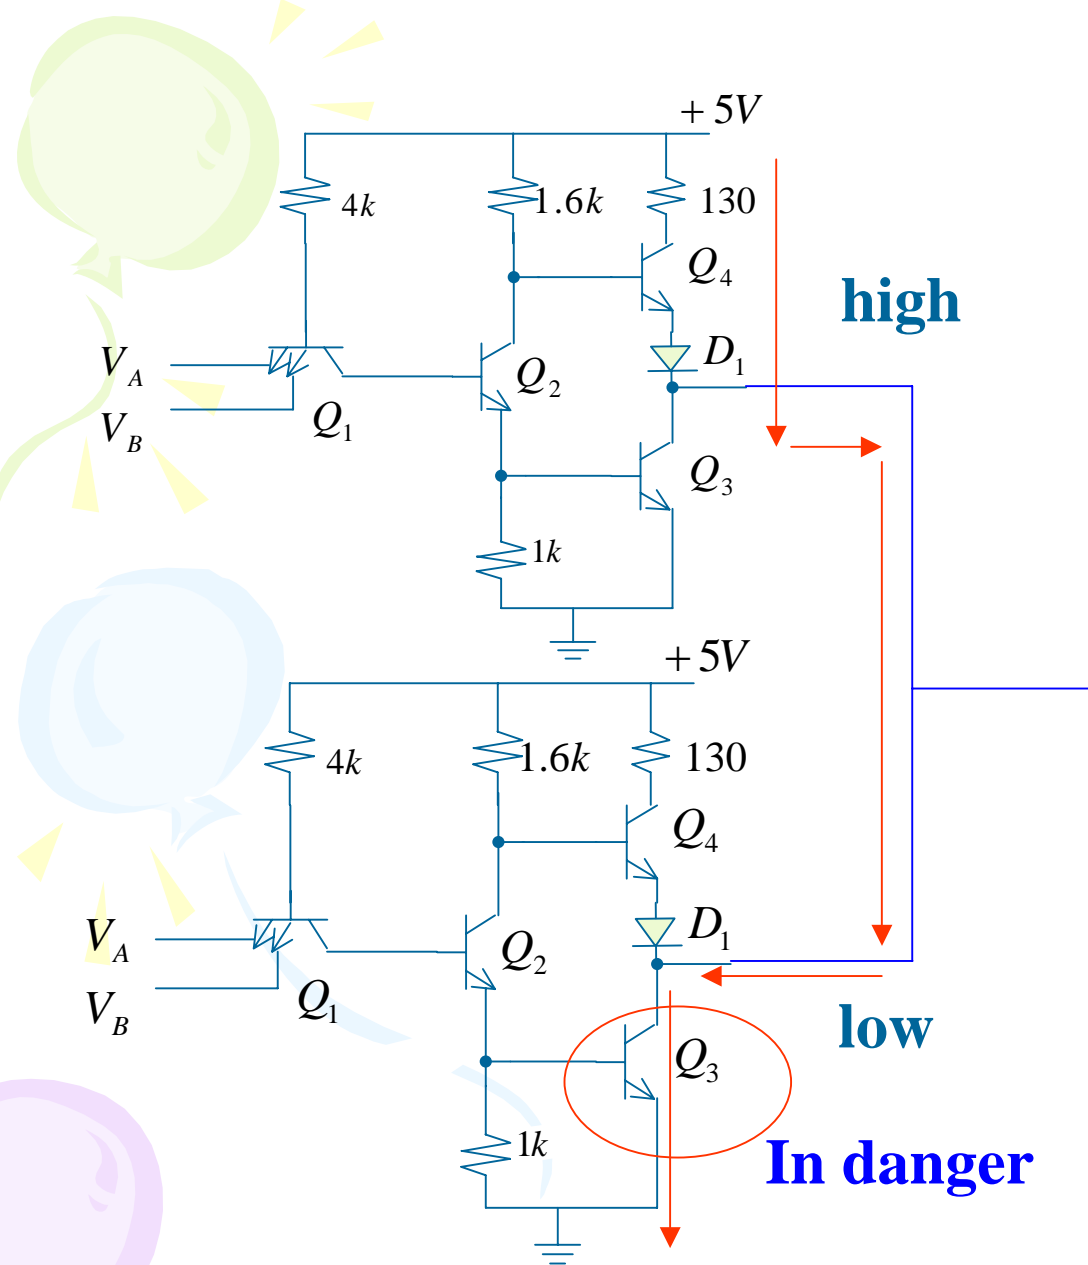 + 5V
4k
1.6k
130
Q4
high
D1
VA
Q2
VB
Q1
Q3
1k
+ 5V
4k
1.6k
130
Q4
D1
VA
Q2
VB
Q1
low
Q3
1k
In danger